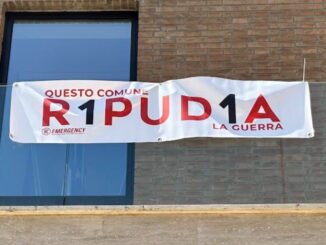 QUESTO COMUNE
R1PUD1A
EMERGENCY
LA GUERRA